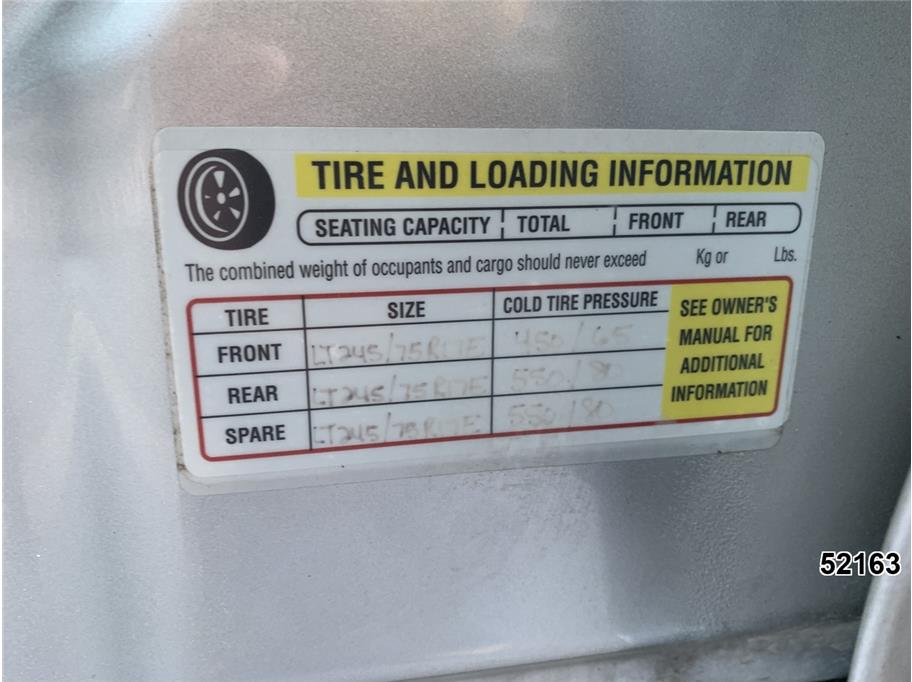 TIRE AND LOADING INFORMATION
SEATING CAPACITY TOTAL FRONT REAR
The combined weight of occupants and cargo should never exceed Kg or Lbs.
TIRE SIZE COLD TIRE PRESSURE
FRONT LT245/75R17E 450/65
REAR LT245/75R17E 550/80
SPARE LT245/75R17E 550/80
SEE OWNER'S
MANUAL FOR
ADDITIONAL
INFORMATION
52163